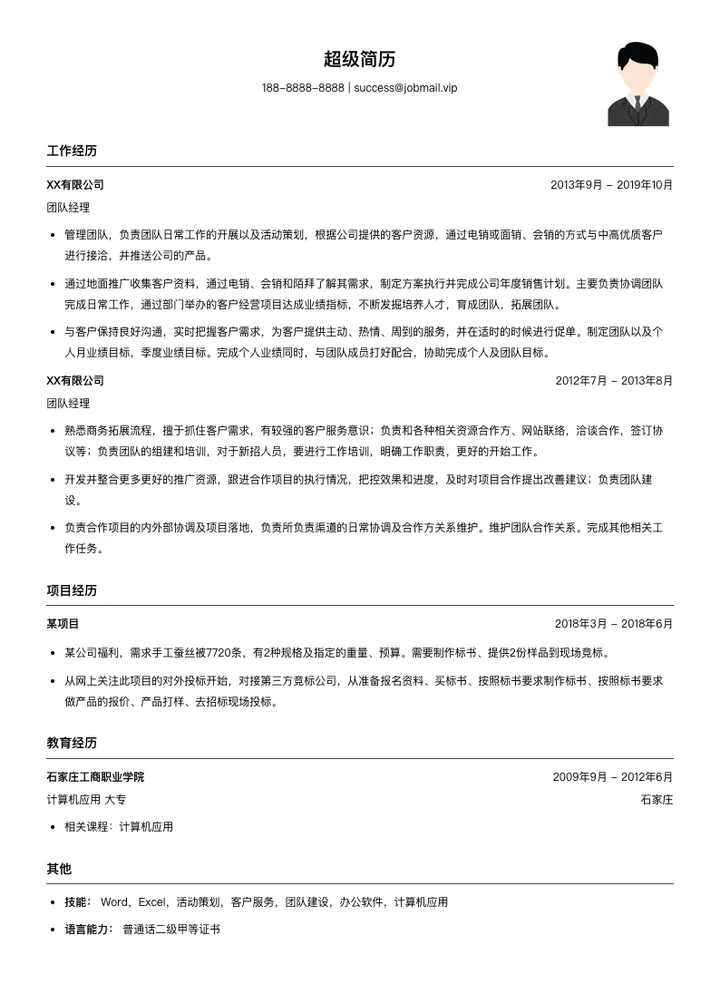 超级简历
188-8888-8888 | success@jobmail.vip
工作经历
XX有限公司 2013年9月 – 2019年10月
团队经理
• 管理团队，负责团队日常工作的开展以及活动策划，根据公司提供的客户资源，通过电销或面销、会销的方式与中高优质客户
进行接洽，并推送公司的产品。
• 通过地面推广收集客户资料，通过电销、会销和陌拜了解其需求，制定方案执行并完成公司年度销售计划。主要负责协调团队
完成日常工作，通过部门举办的客户经营项目达成业绩指标，不断发掘培养人才，育成团队，拓展团队。
• 与客户保持良好沟通，实时把握客户需求，为客户提供主动、热情、周到的服务，并在适时的时候进行促单。制定团队以及个
人月业绩目标，季度业绩目标。完成个人业绩同时，与团队成员打好配合，协助完成个人及团队目标。
XX有限公司 2012年7月 – 2013年8月
团队经理
• 熟悉商务拓展流程，擅于抓住客户需求，有较强的客户服务意识；负责和各种相关资源合作方、网站联络，洽谈合作，签订协
议等；负责团队的组建和培训，对于新招人员，要进行工作培训，明确工作职责，更好的开始工作。
• 开发并整合更多更好的推广资源，跟进合作项目的执行情况，把控效果和进度，及时对项目合作提出改善建议；负责团队建
设。
• 负责合作项目的内外部协调及项目落地，负责所负责渠道的日常协调及合作方关系维护。维护团队合作关系。完成其他相关工
作任务。
项目经历
某项目 2018年3月 – 2018年6月
• 某公司福利，需求手工蚕丝被7720条，有2种规格及指定的重量、预算。需要制作标书、提供2份样品到现场竞标。
• 从网上关注此项目的对外投标开始，对接第三方竞标公司，从准备报名资料、买标书、按照标书要求制作标书、按照标书要求
做产品的报价、产品打样、去招标现场投标。
教育经历
石家庄工商职业学院 2009年9月 – 2012年6月
计算机应用 大专 石家庄
• 相关课程：计算机应用
其他
• 技能： Word，Excel，活动策划，客户服务，团队建设，办公软件，计算机应用
• 语言能力： 普通话二级甲等证书